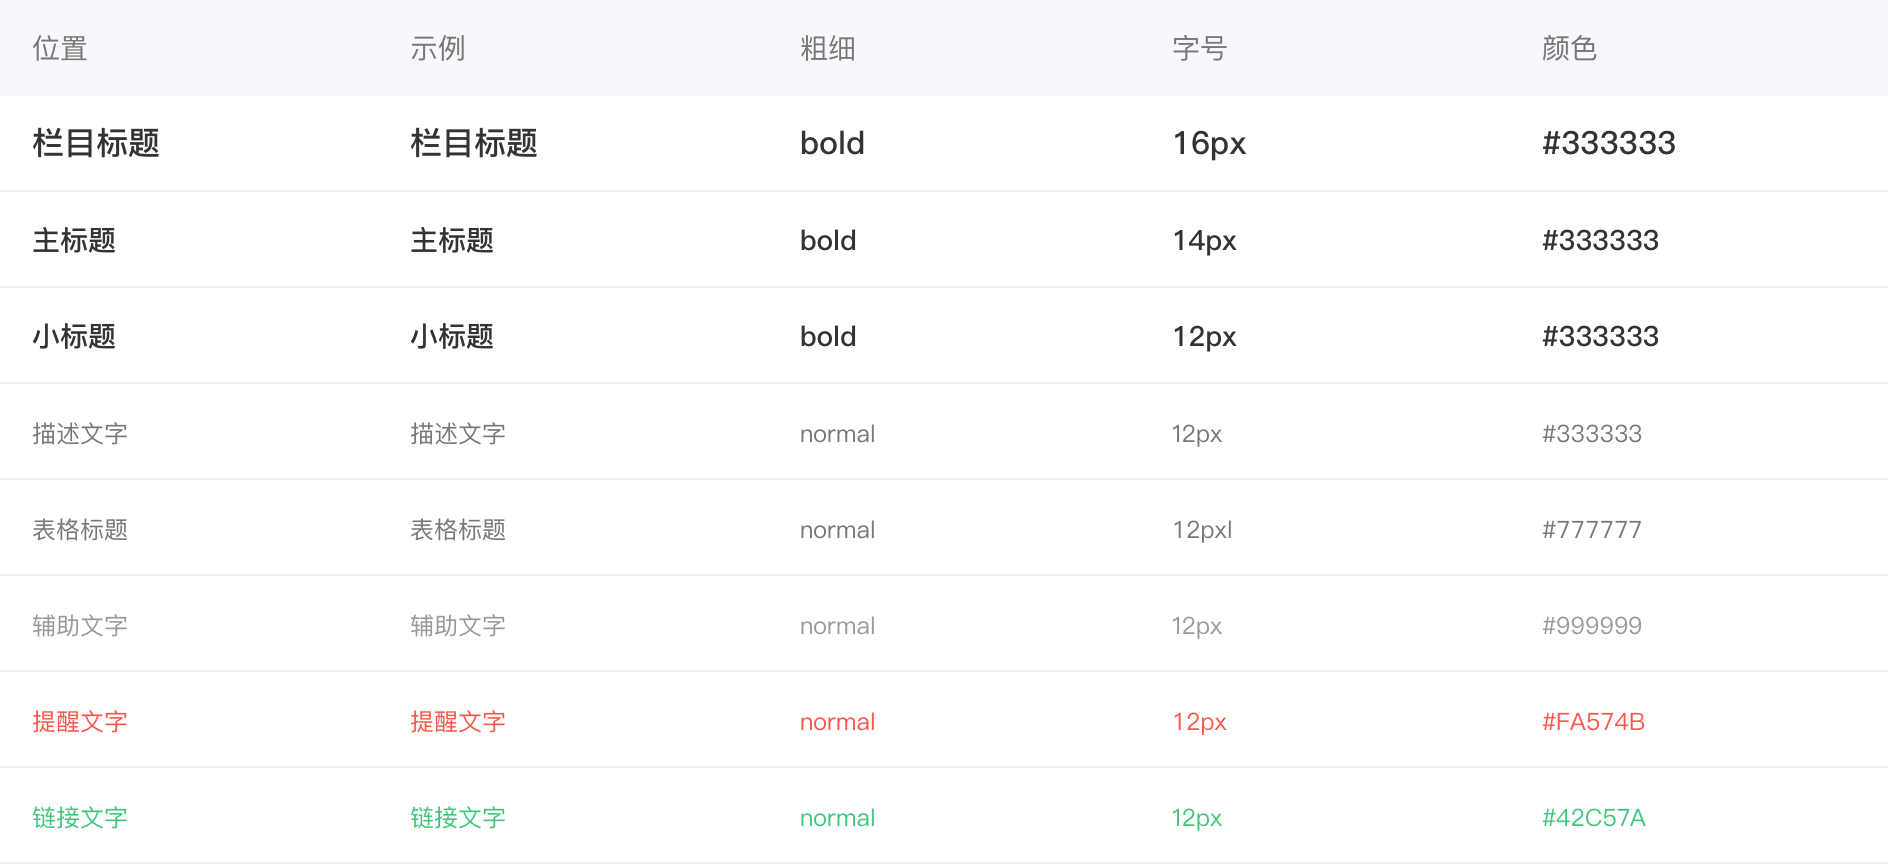 位置 示例 粗细 字号 颜色
栏目标题 栏目标题 bold 16px #333333
主标题 主标题 bold 14px #333333
小标题 小标题 bold 12px #333333
描述文字 描述文字 normal 12px #333333
表格标题 表格标题 normal 12pxl #777777
辅助文字 辅助文字 normal 12px #999999
提醒文字 提醒文字 normal 12px #FA574B
链接文字 链接文字 normal 12px #42C57A